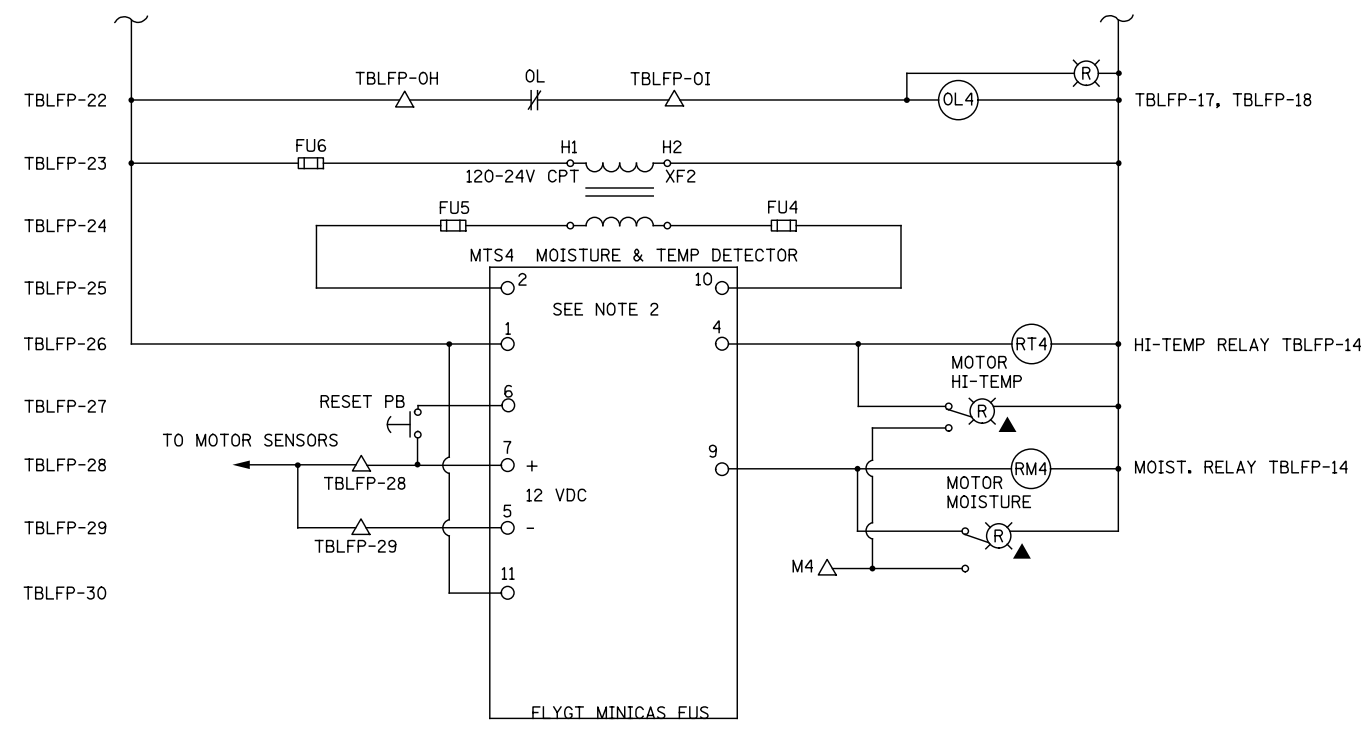 TBLFP-22
TBLFP-0H
OL
TBLFP-0I
R
OL4
TBLFP-17, TBLFP-18
TBLFP-23
FU6
H1
H2
120-24V CPT
XF2
TBLFP-24
FU5
FU4
MTS4 MOISTURE & TEMP DETECTOR
TBLFP-25
2
10
SEE NOTE 2
TBLFP-26
1
4
RT4
HI-TEMP RELAY TBLFP-14
MOTOR
HI-TEMP
TBLFP-27
RESET PB
6
R
TO MOTOR SENSORS
TBLFP-28
7
+
9
RM4
MOIST. RELAY TBLFP-14
TBLFP-28
12 VDC
MOTOR
MOISTURE
TBLFP-29
5
-
R
TBLFP-29
M4
TBLFP-30
11
FLYGT MINICAS FUS